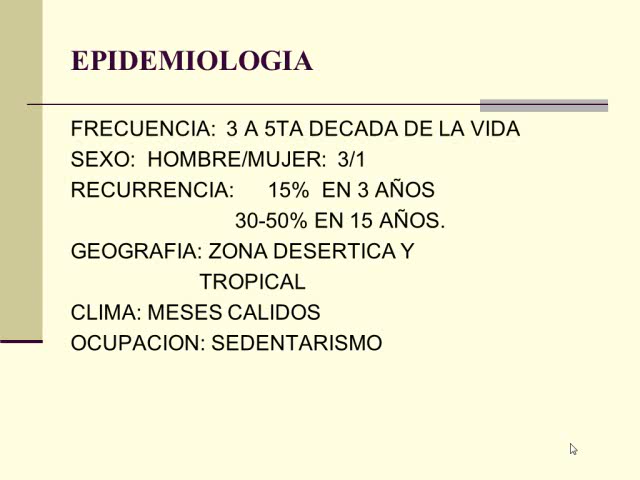 EPIDEMIOLOGIA
FRECUENCIA: 3 A 5TA DECADA DE LA VIDA
SEXO: HOMBRE/MUJER: 3/1
RECURRENCIA: 15% EN 3 AÑOS
30-50% EN 15 AÑOS.
GEOGRAFIA: ZONA DESERTICA Y
TROPICAL
CLIMA: MESES CALIDOS
OCUPACION: SEDENTARISMO